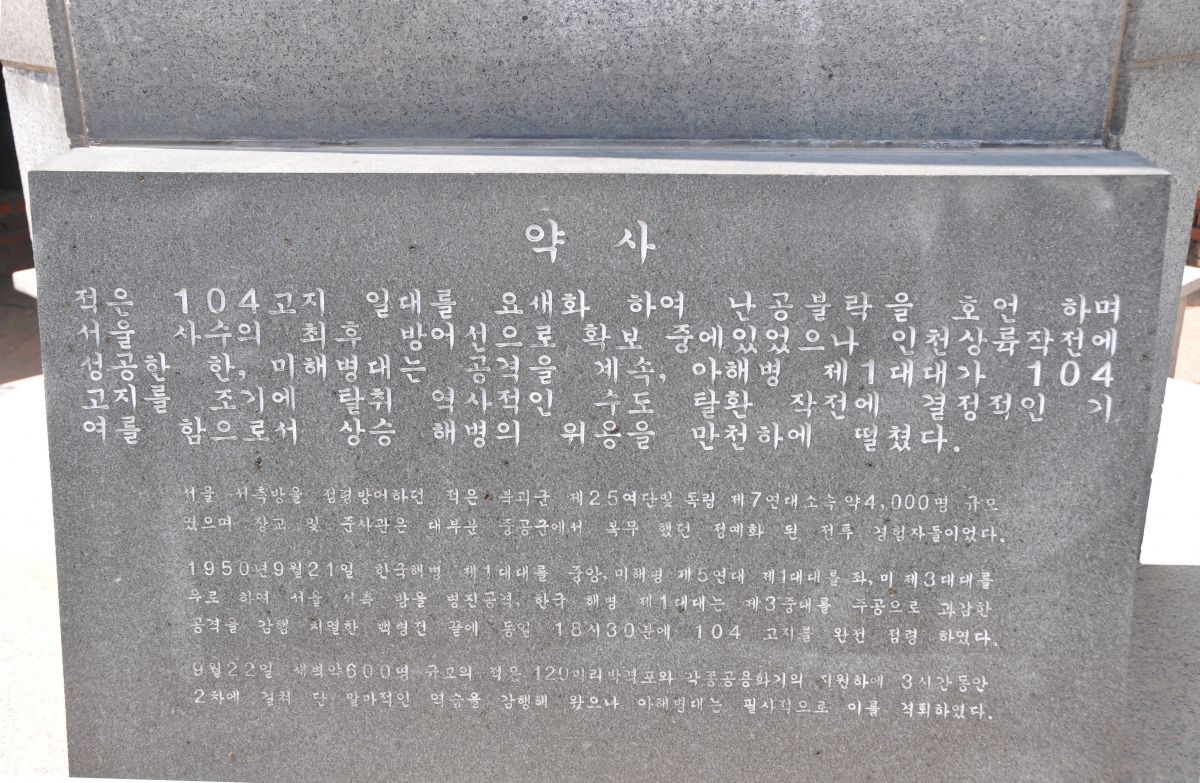 약 사
적은 104고지 일대를 요새화 하여 난공불락을 호언 하며
서울 사수의 최후 방어선으로 확보 중에있었으나 인천상륙작전에
성공한 한, 미해병대는 공격을 계속, 아해병 제1대대가 104
고지를 조기에 탈취 역사적인 수도 탈환 작전에 결정적인 기
여를 함으로서 상승 해병의 위용을 만천하에 떨쳤다.
서울 서측방을 점령방어하던 적은 북괴군 제25여단및 독립 제7연대소속약4,000명 규모
였으며 장교 및 준사관은 대부분 중공군에서 복무 했던 정예화 된 전투 경험자들이었다.
1950년9월21일 한국해병 제1대대를 중앙, 미해병 제5연대 제1대대를 좌, 미 제3대대를
우로 하여 서울 서측 방을 병진공격, 한국 해병 제1대대는 제3중대를 주공으로 과감한
공격을 감행 치열한 백형전 끝에 동일 18시30분에 104 고지를 완전 점령 하였다.
9월22일 새벽약600명 규모의 적은 120미리박격포와 각종공용화기의 지원하에 3시간동안
2차에 걸쳐 단·말마적인 역습을 감행해 왔으나 아해병대는 필사적으로 이를 격퇴하였다.